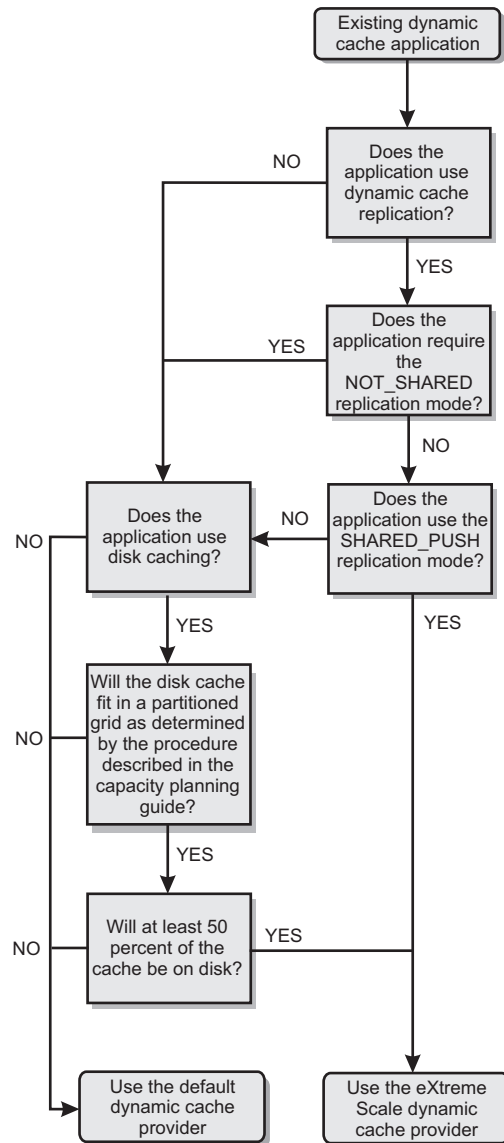 Existing dynamic
cache application
NO
Does the
application use
dynamic cache
replication?
YES
YES
Does the
application require
the
NOT_SHARED
replication mode?
NO
NO
Does the
application use
disk caching?
NO
Does the
application use the
SHARED_PUSH
replication mode?
YES
YES
NO
Will the disk cache
fit in a partitioned
grid as determined
by the procedure
described in the
capacity planning
guide?
YES
NO
Will at least 50
percent of the
cache be on disk?
YES
Use the default
dynamic cache
provider
Use the eXtreme
Scale dynamic
cache provider